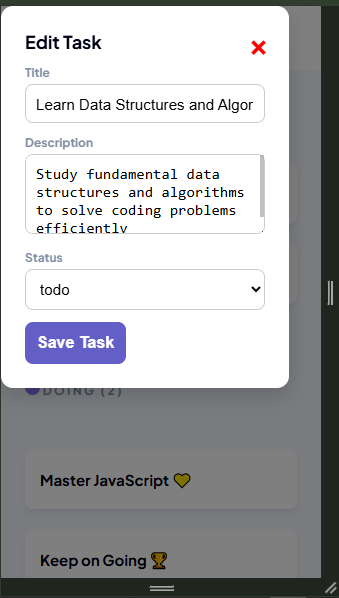 Edit Task
Title
Learn Data Structures and Algor
Description
Study fundamental data
structures and algorithms
to solve coding problems
efficiently
Status
todo
Save Task
DOING (2)
Master JavaScript 💛
Keep on Going 🏆